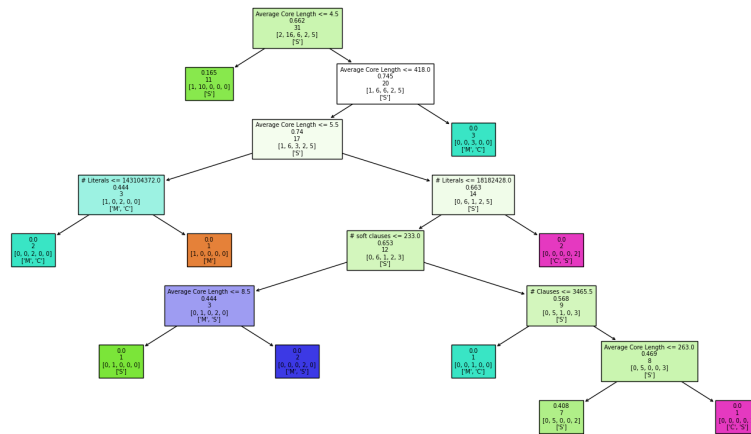 Average Core Length <= 4.5
0.662
31
[2, 16, 6, 2, 5]
['S']
0.165
11
[1, 10, 0, 0, 0]
['S']
Average Core Length <= 418.0
0.745
20
[1, 6, 6, 2, 5]
['S']
Average Core Length <= 5.5
0.74
17
[1, 6, 3, 2, 5]
['S']
0.0
3
[0, 0, 3, 0, 0]
['M', 'C']
# Literals <= 143104372.0
0.444
3
[1, 0, 2, 0, 0]
['M', 'C']
# Literals <= 18182428.0
0.663
14
[0, 6, 1, 2, 5]
['S']
0.0
2
[0, 0, 2, 0, 0]
['M', 'C']
0.0
1
[1, 0, 0, 0, 0]
['M']
# soft clauses <= 233.0
0.653
12
[0, 6, 1, 2, 3]
['S']
0.0
2
[0, 0, 0, 0, 2]
['C', 'S']
Average Core Length <= 8.5
0.444
3
[0, 1, 0, 2, 0]
['M', 'S']
# Clauses <= 3465.5
0.568
9
[0, 5, 1, 0, 3]
['S']
0.0
1
[0, 1, 0, 0, 0]
['S']
0.0
2
[0, 0, 0, 2, 0]
['M', 'S']
0.0
1
[0, 0, 1, 0, 0]
['M', 'C']
Average Core Length <= 263.0
0.469
8
[0, 5, 0, 0, 3]
['S']
0.408
7
[0, 5, 0, 0, 2]
['S']
0.0
1
[0, 0, 0, 0,
['C', 'S']